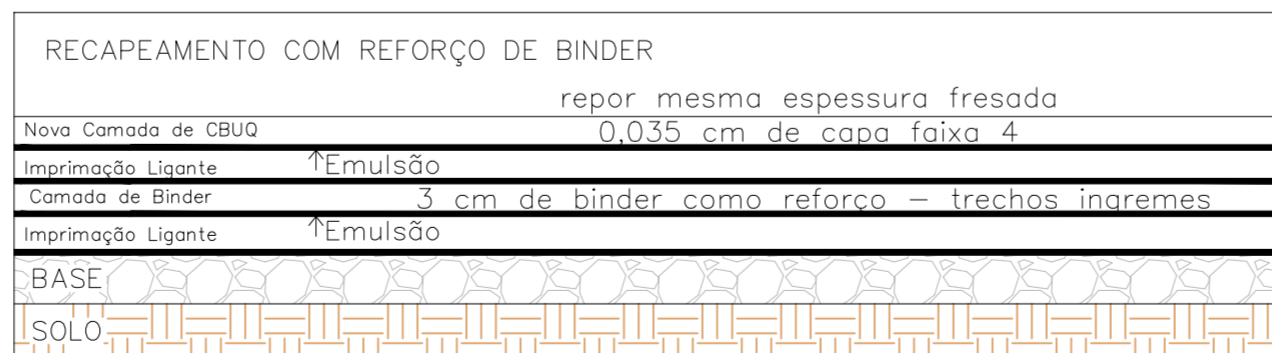 RECAPEAMENTO COM REFORÇO DE BINDER
repor mesma espessura fresada
Nova Camada de CBUQ 0,035 cm de capa faixa 4
Imprimação Ligante ↑Emulsão
Camada de Binder 3 cm de binder como reforço – trechos ingremes
Imprimação Ligante ↑Emulsão
BASE
SOLO